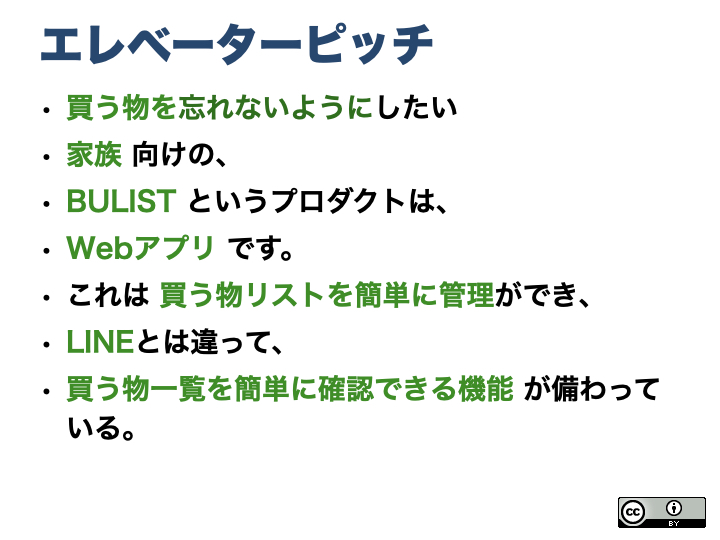 エレベーターピッチ
・ 買う物を忘れないようにしたい
・ 家族 向けの、
・ BULIST というプロダクトは、
・ Webアプリ です。
・ これは 買う物リストを簡単に管理ができ、
・ LINEとは違って、
・ 買う物一覧を簡単に確認できる機能 が備わって
いる。
cc
BY